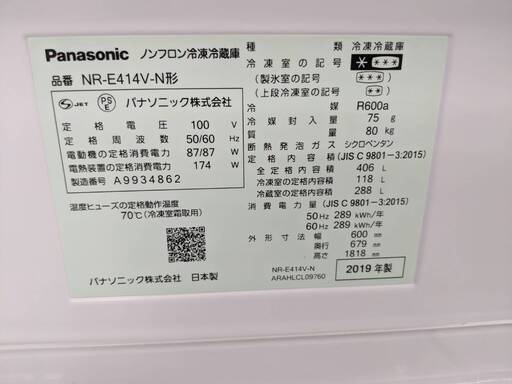 Panasonic ノンフロン冷凍冷蔵庫
品番 NR-E414V-N形
S JET PS E パナソニック株式会社
定格電圧 100 V
定格周波数 50/60 Hz
電動機の定格消費電力 87/87 W
電熱装置の定格消費電力 174 W
製造番号 A9934862
温度ヒューズの定格動作温度
70℃(冷凍室霜取用)
パナソニック株式会社 日本製
種類 冷凍冷蔵庫
冷凍室の記号 * ***
(製氷室の記号) ***
(上段冷凍室の記号) ***
冷媒 R600a
冷媒封入量 75 g
質量 80 kg
断熱発泡ガス シクロペンタン
定格内容積 (JIS C 9801-3:2015)
全定格内容積 406 L
冷凍室の定格内容積 118 L
冷蔵室の定格内容積 288 L
消費電力量 (JIS C 9801-3:2015)
50 Hz 289 kWh/年
60 Hz 289 kWh/年
外形寸法 幅 600 mm
奥行 679 mm
高さ 1818 mm
NR-E414V-N
ARAHLCL09760
2019年製